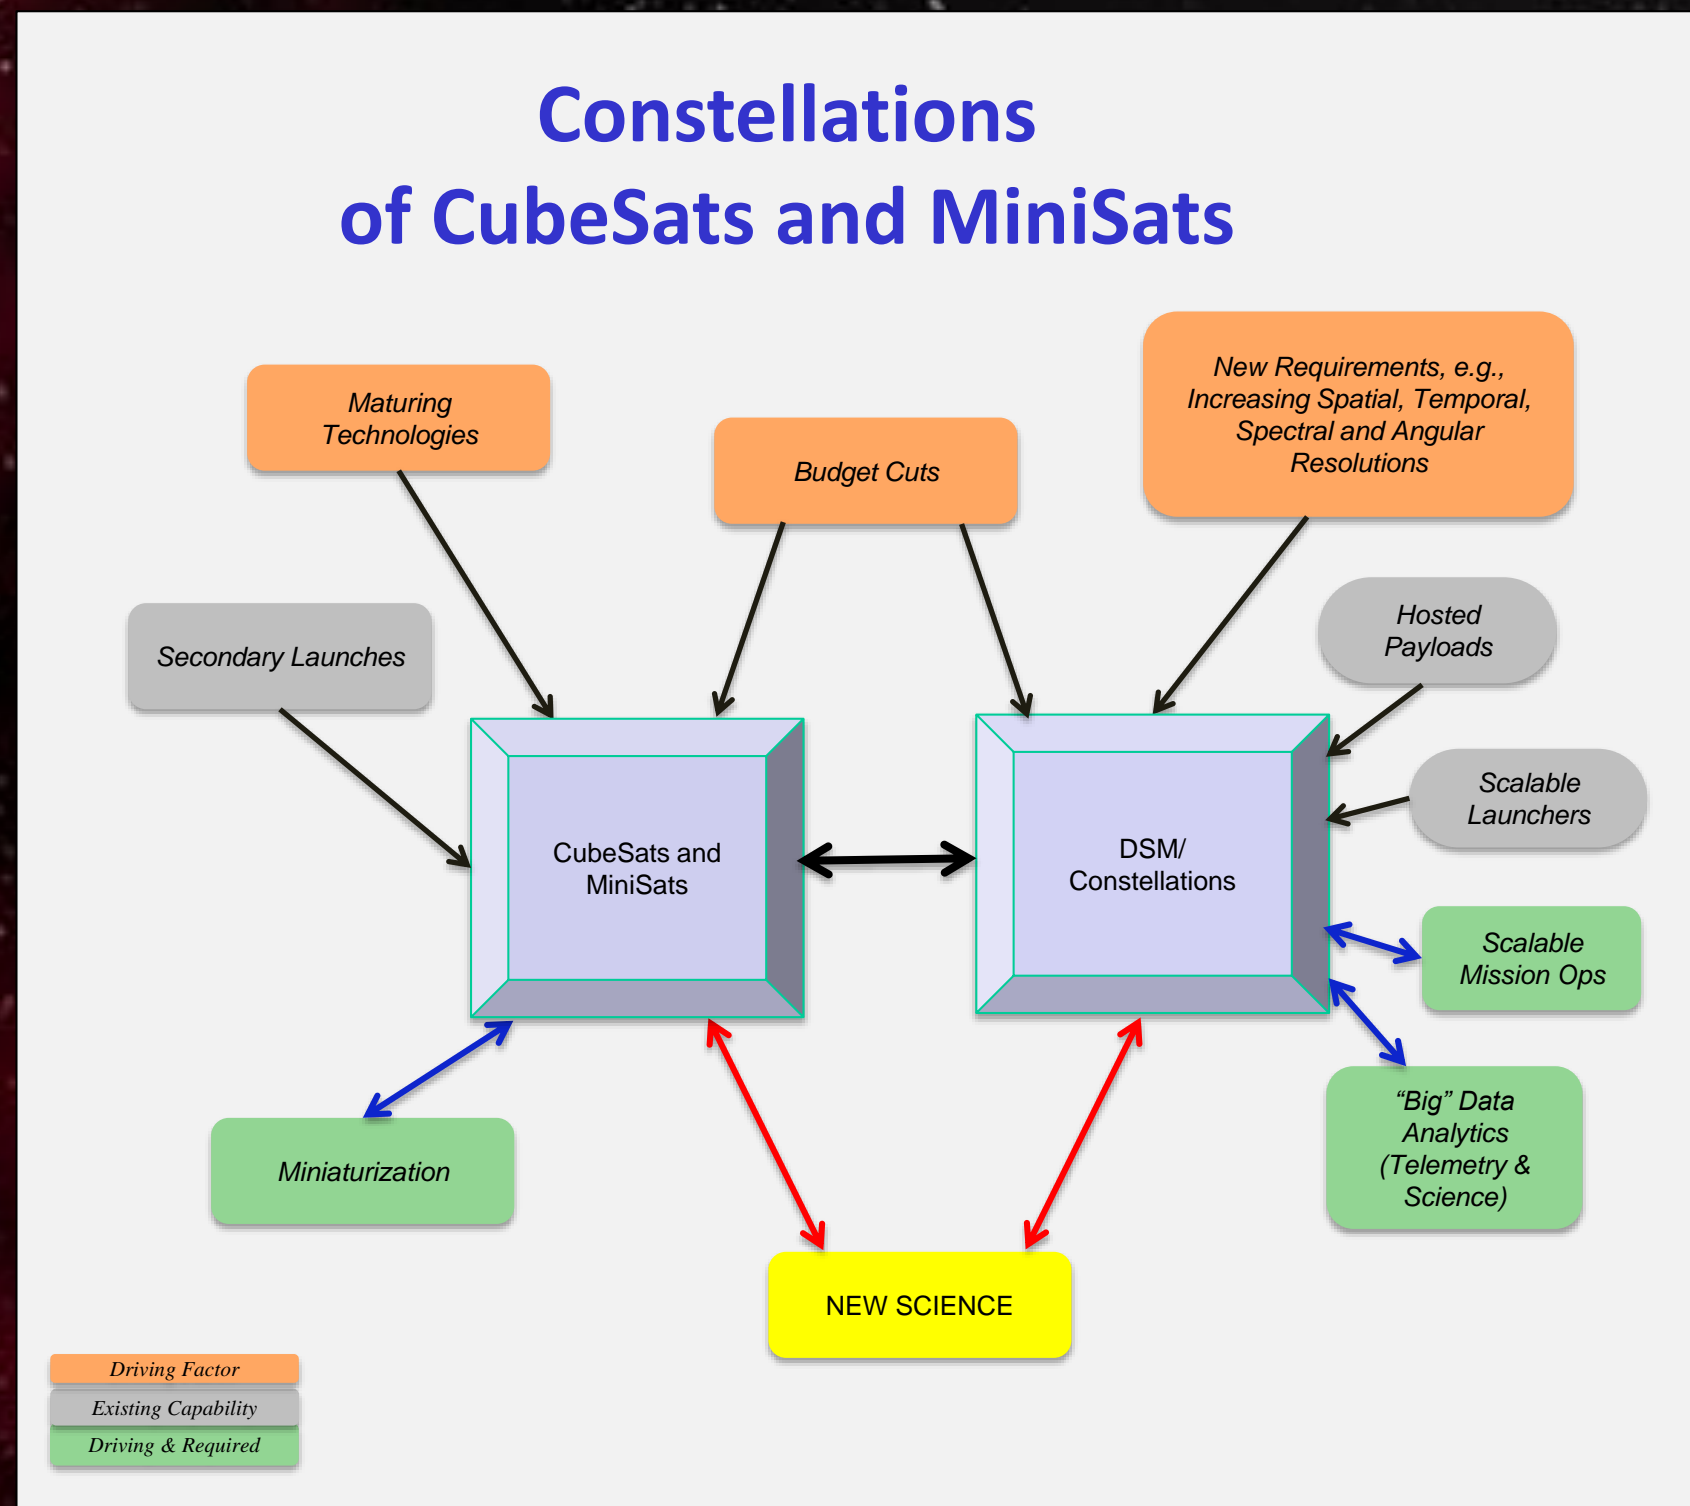 Constellations
of CubeSats and MiniSats
Maturing
Technologies
Budget Cuts
New Requirements, e.g.,
Increasing Spatial, Temporal,
Spectral and Angular
Resolutions
Secondary Launches
Hosted
Payloads
Scalable
Launchers
CubeSats and
MiniSats
DSM/
Constellations
Scalable
Mission Ops
Miniaturization
“Big” Data
Analytics
(Telemetry &
Science)
NEW SCIENCE
Driving Factor
Existing Capability
Driving & Required